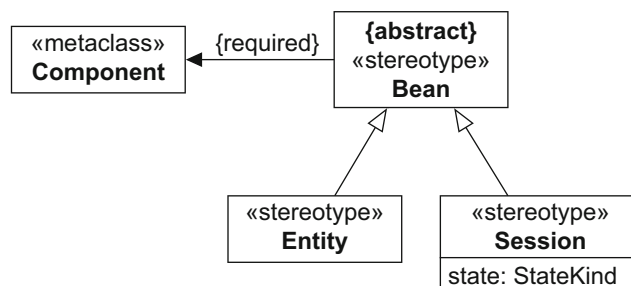 «metaclass»
Component
{required}
{abstract}
«stereotype»
Bean
«stereotype»
Entity
«stereotype»
Session
state: StateKind